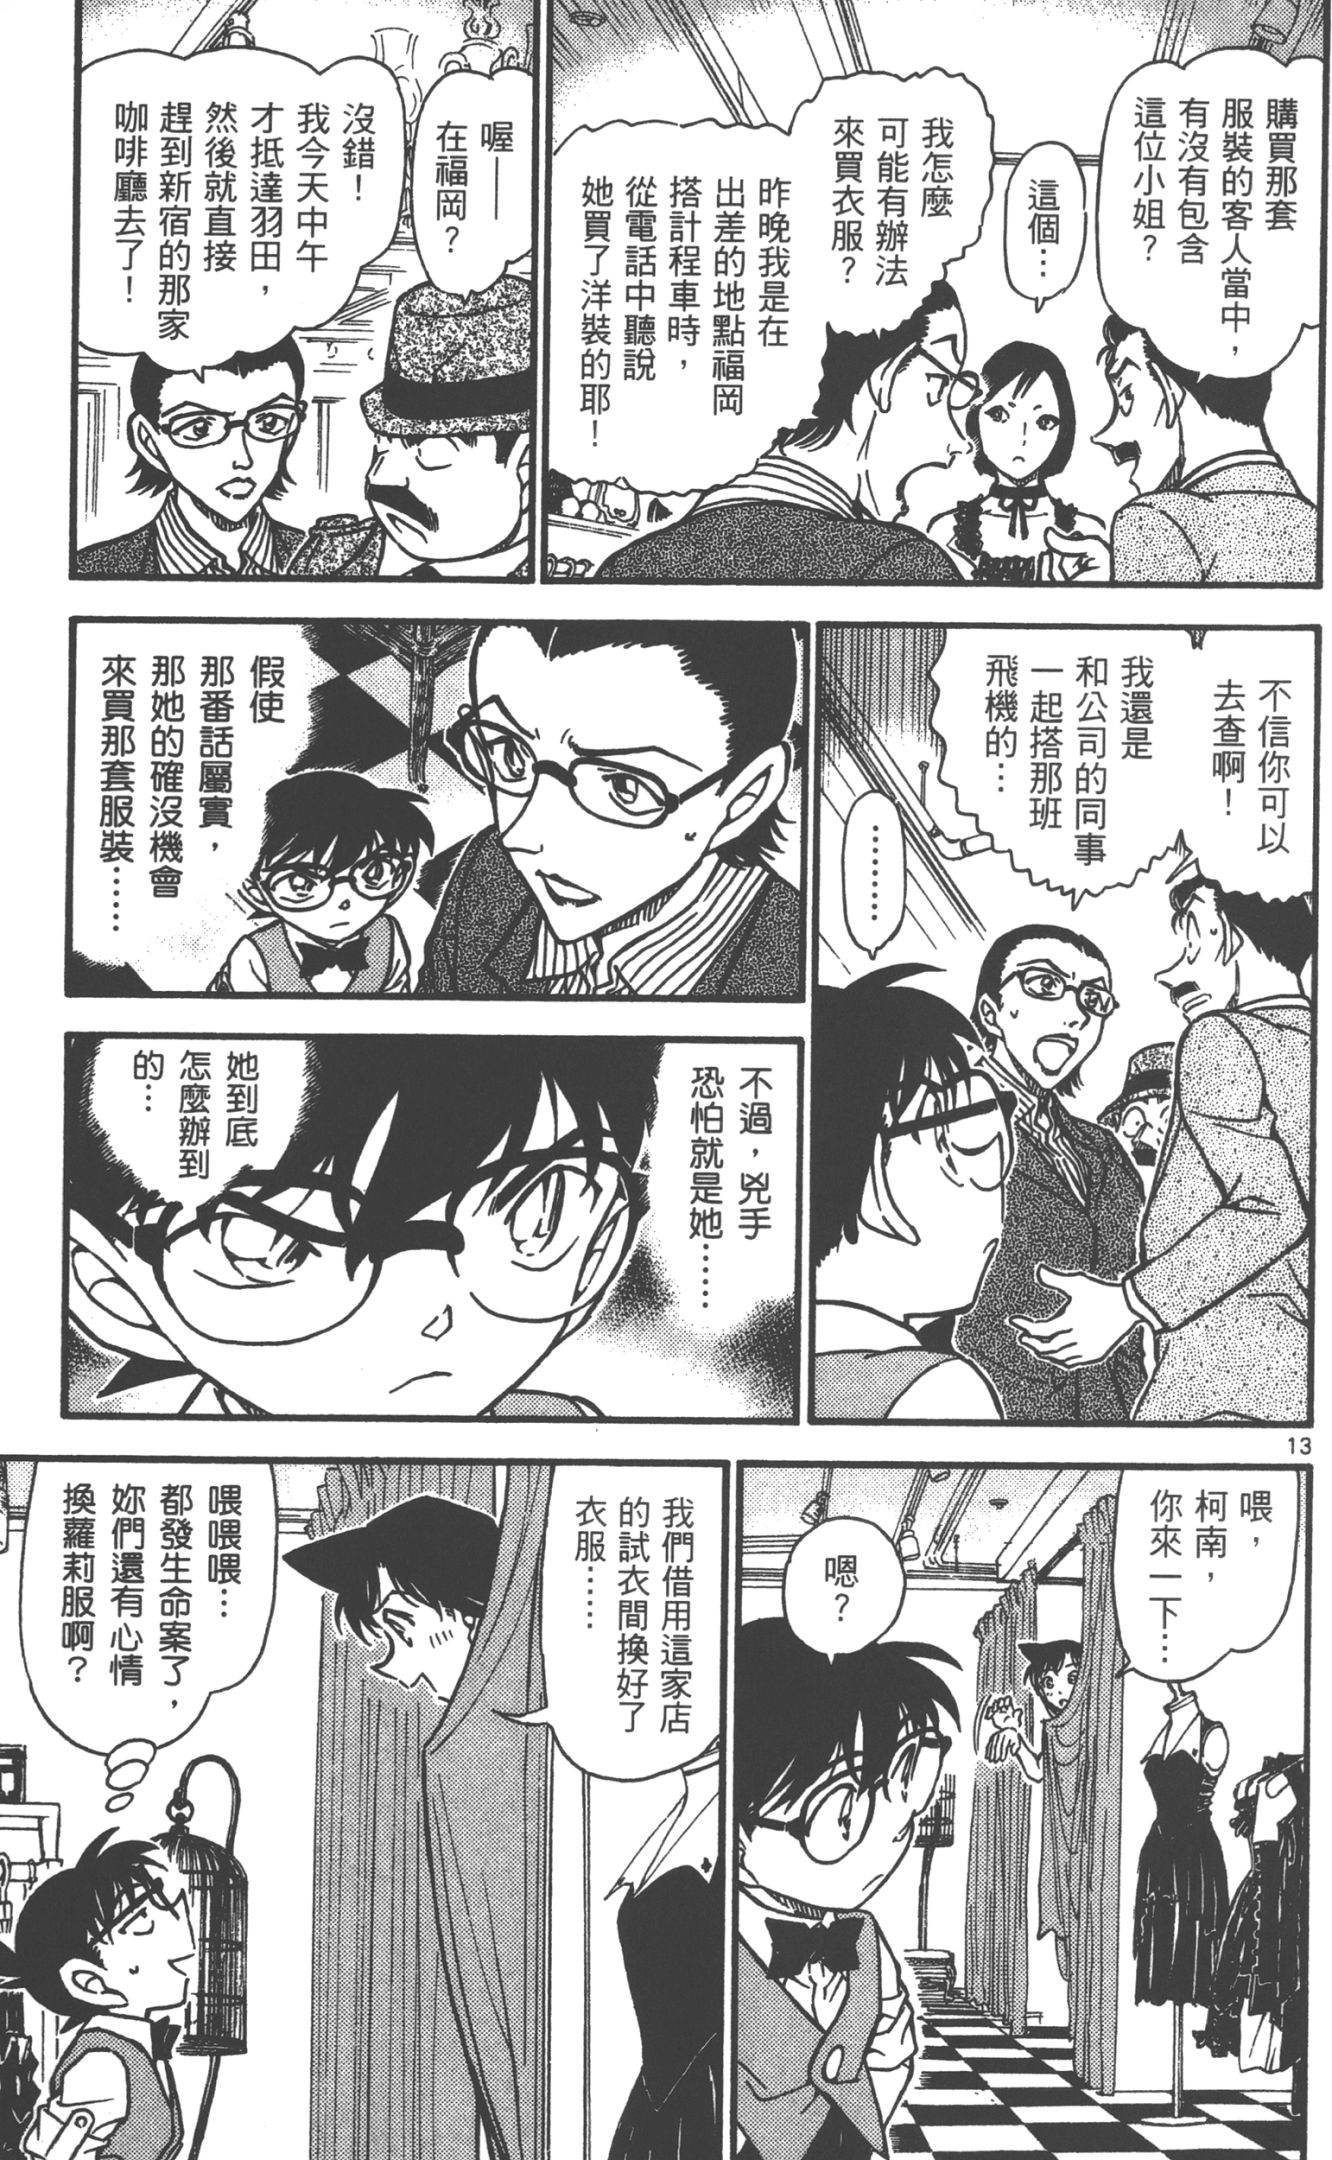 購買那套
服裝的客人當中，
有沒有包含
這位小姐？
這個…
我怎麼
可能有辦法
來買衣服？
昨晚我是在
出差的地點福岡
搭計程車時，
從電話中聽說
她買了洋裝的耶！
喔——
在福岡？
沒錯！
我今天中午
才抵達羽田，
然後就直接
趕到新宿的那家
咖啡廳去了！
不信你可以
去查啊！
我還是
和公司的同事
一起搭那班
飛機的…
………
假使
那番話屬實，
那她的確沒機會
來買那套服裝……
不過，兇手
恐怕就是她……
她到底
怎麼辦到
的…
13
喂，
柯南，
你來一下…
嗯？
我們借用這家店
的試衣間換好了
衣服……
喂喂喂…
都發生命案了，
妳們還有心情
換蘿莉服啊？